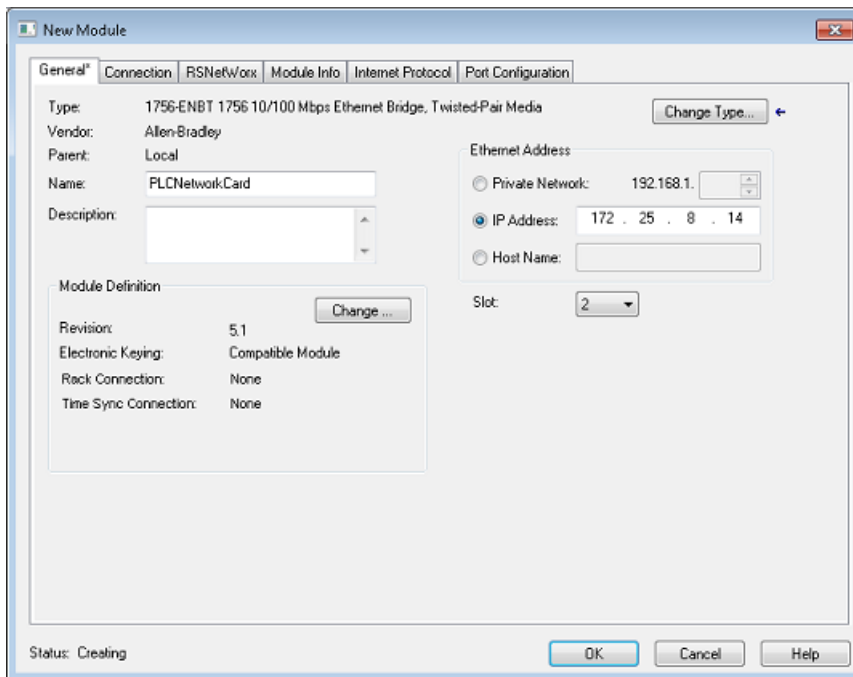 New Module
General* Connection RSNetWorx Module Info Internet Protocol Port Configuration
Type: 1756-ENBT 1756 10/100 Mbps Ethernet Bridge, Twisted-Pair Media
Change Type...
Vendor: Allen-Bradley
Parent: Local
Name: PLCNetworkCard
Description:
Ethernet Address
Private Network: 192.168.1.
IP Address: 172 . 25 . 8 . 14
Host Name:
Module Definition
Change ...
Revision: 5.1
Electronic Keying: Compatible Module
Rack Connection: None
Time Sync Connection: None
Slot: 2
Status: Creating
OK Cancel Help